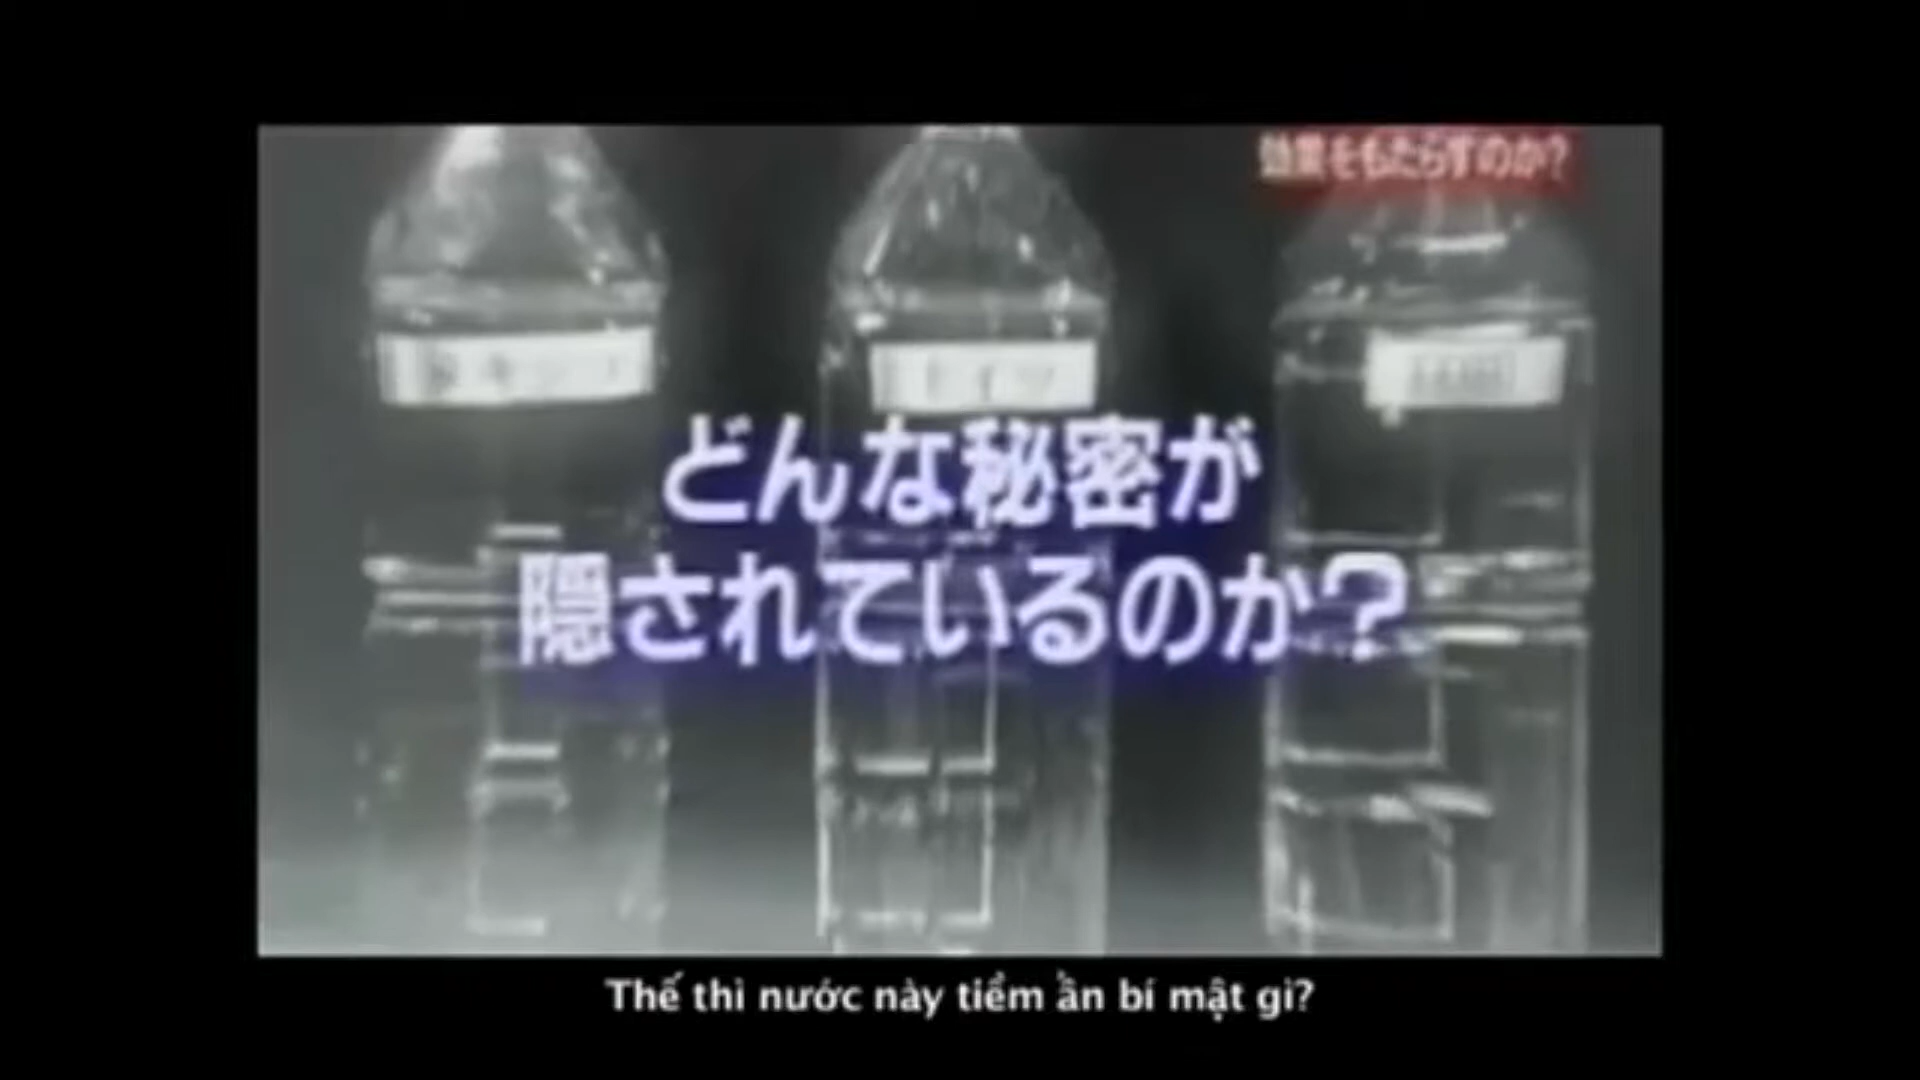 効果をもたらすのか?
どんな秘密が
隠されているのか?
Thế thì nước này tiềm ẩn bí mật gì?